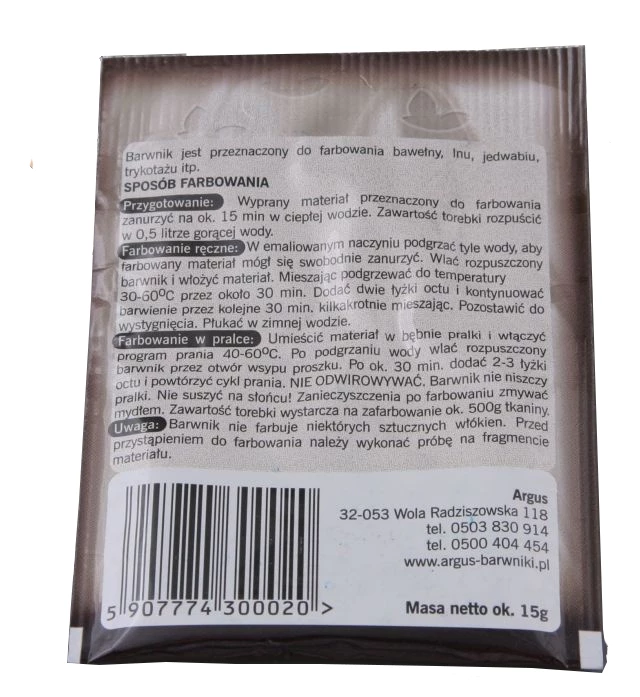 Barwnik jest przeznaczony do farbowania bawełny, lnu, jedwabiu,
trykotażu itp.
SPOSÓB FARBOWANIA
Przygotowanie: Wyprany materiał przeznaczony do farbowania
zanurzyć na ok. 15 min w ciepłej wodzie. Zawartość torebki rozpuścić
w 0,5 litrze gorącej wody.
Farbowanie ręczne: W emaliowanym naczyniu podgrzać tyle wody, aby
farbowany materiał mógł się swobodnie zanurzyć. Wlać rozpuszczony
barwnik i włożyć materiał. Mieszając podgrzewać do temperatury
30-60ºC przez około 30 min. Dodać dwie łyżki octu i kontynuować
barwienie przez kolejne 30 min. kilkakrotnie mieszając. Pozostawić do
wystygnięcia. Płukać w zimnej wodzie.
Farbowanie w pralce: Umieścić materiał w bębnie pralki i włączyć
program prania 40-60ºC. Po podgrzaniu wody wlać rozpuszczony
barwnik przez otwór wsypu proszku. Po ok. 30 min. dodać 2-3 łyżki
octu i powtórzyć cykl prania. NIE ODWIROWYWAĆ. Barwnik nie niszczy
pralki. Nie suszyć na słońcu! Zanieczyszczenia po farbowaniu zmywać
mydłem. Zawartość torebki wystarcza na zafarbowanie ok. 500g tkaniny.
Uwaga: Barwnik nie farbuje niektórych sztucznych włókien. Przed
przystąpieniem do farbowania należy wykonać próbę na fragmencie
materiału.
Argus
32-053 Wola Radziszowska 118
tel. 0503 830 914
tel. 0500 404 454
www.argus-barwniki.pl
Masa netto ok. 15g
5 907774 300020 >